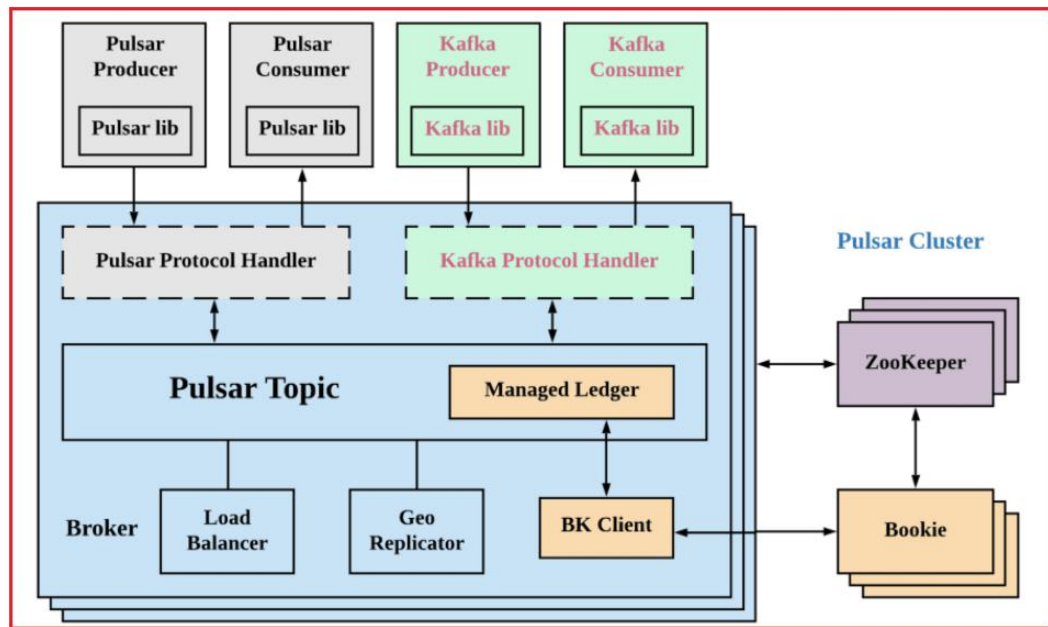 Pulsar
Producer
Pulsar lib
Pulsar
Consumer
Pulsar lib
Kafka
Producer
Kafka lib
Kafka
Consumer
Kafka lib
Pulsar Protocol Handler
Kafka Protocol Handler
Pulsar Cluster
Pulsar Topic
Managed Ledger
ZooKeeper
Broker
Load
Balancer
Geo
Replicator
BK Client
Bookie